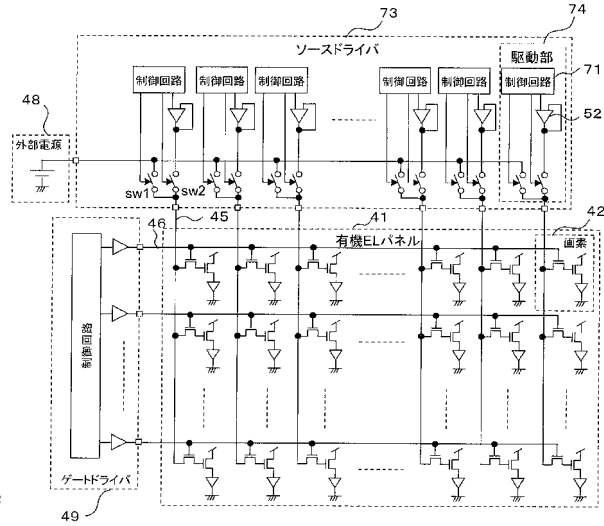 73
74
ソースドライバ
駆動部
制御回路 制御回路 制御回路 制御回路 制御回路 制御回路
71
52
48
外部電源
sw1
sw2
45
41
42
46
有機ELパネル
画素
制御回路
ゲートドライバ
49